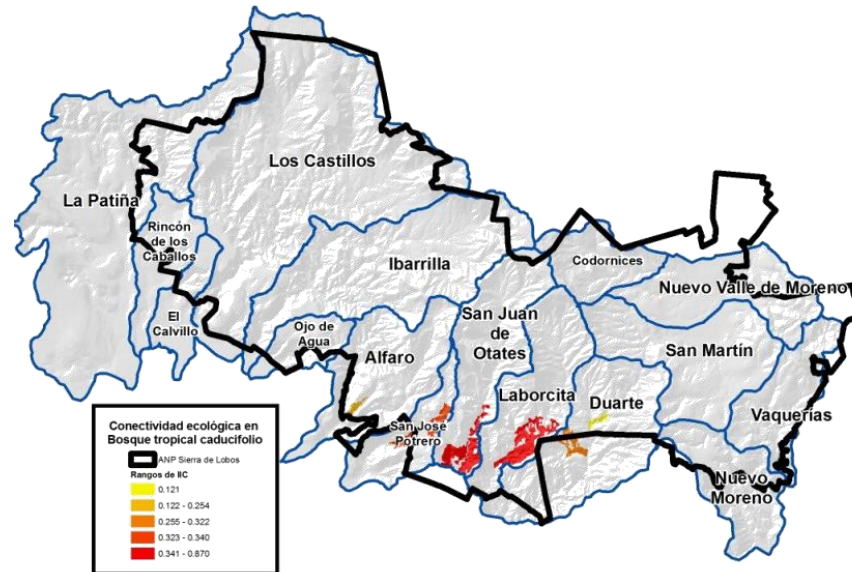 Los Castillos
La Patiña
Rincón
de los
Caballos
Ibarrilla
Codornices
Nuevo Valle de Moreno
El
Calvillo
Ojo de
Agua
San Juan
de
Otates
Alfaro
San Martín
Laborcita
Duarte
Vaquerías
San José
Potrero
Nuevo
Moreno
Conectividad ecológica en
Bosque tropical caducifolio
ANP Sierra de Lobos
Rangos de IIC
0.121
0.122 - 0.254
0.255 - 0.322
0.323 - 0.340
0.341 - 0.870